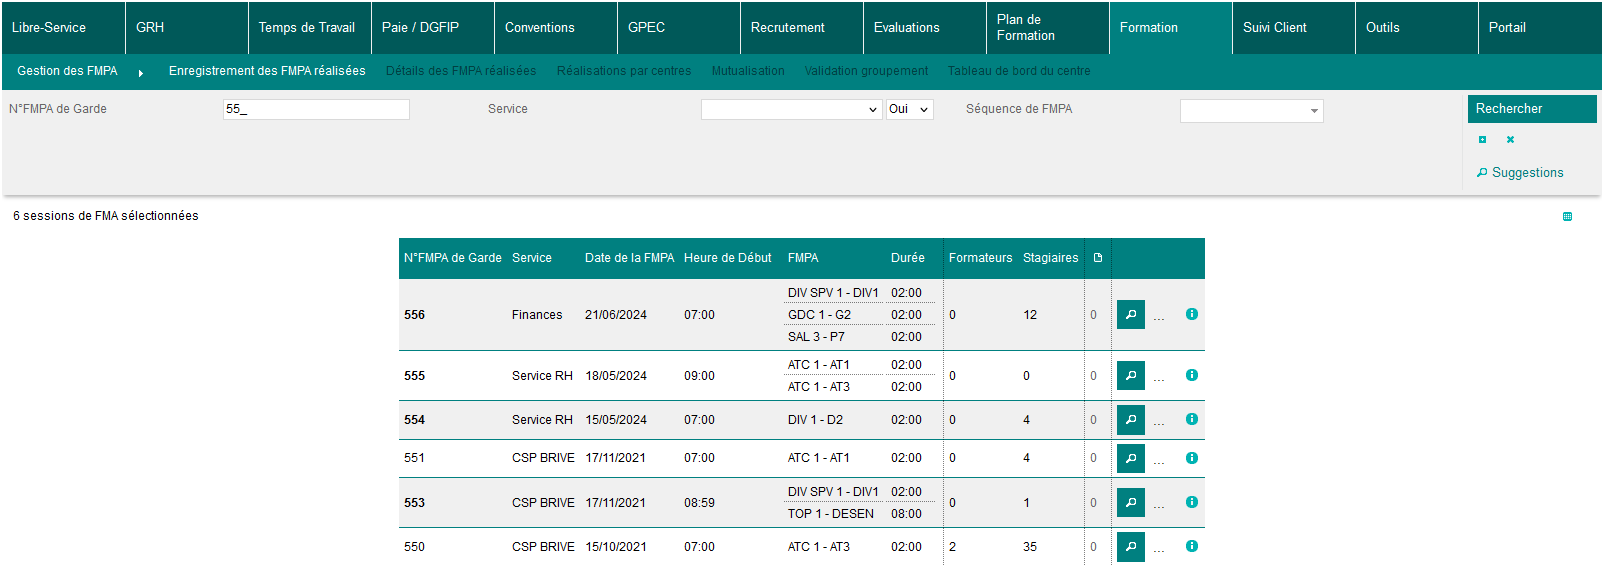 Libre-Service GRH Temps de Travail Paie / DGFIP Conventions GPEC Recrutement Evaluations Plan de Formation Formation Suivi Client Outils Portail
Gestion des FMPA Enregistrement des FMPA réalisées Détails des FMPA réalisées Réalisations par centres Mutualisation Validation groupement Tableau de bord du centre
N°FMPA de Garde 55_ Service Oui Séquence de FMPA Rechercher
Suggestions
6 sessions de FMA sélectionnées
N°FMPA de Garde Service Date de la FMPA Heure de Début FMPA Durée Formateurs Stagiaires
DIV SPV 1 - DIV1 02:00
556 Finances 21/06/2024 07:00 GDC 1 - G2 02:00 0 12 0 ...
SAL 3 - P7 02:00
ATC 1 - AT1 02:00
555 Service RH 18/05/2024 09:00 0 0 0 ...
ATC 1 - AT3 02:00
554 Service RH 15/05/2024 07:00 DIV 1 - D2 02:00 0 4 0 ...
551 CSP BRIVE 17/11/2021 07:00 ATC 1 - AT1 02:00 0 4 0 ...
DIV SPV 1 - DIV1 02:00
553 CSP BRIVE 17/11/2021 08:59 0 1 0 ...
TOP 1 - DESEN 08:00
550 CSP BRIVE 15/10/2021 07:00 ATC 1 - AT3 02:00 2 35 0 ...